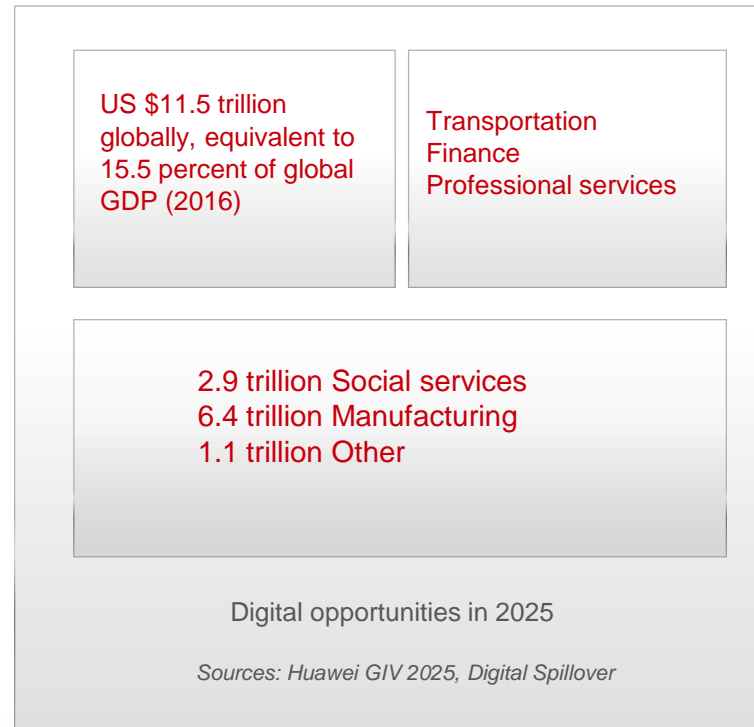 US $11.5 trillion
globally, equivalent to
15.5 percent of global
GDP (2016)
Transportation
Finance
Professional services
2.9 trillion Social services
6.4 trillion Manufacturing
1.1 trillion Other
Digital opportunities in 2025
Sources: Huawei GIV 2025, Digital Spillover